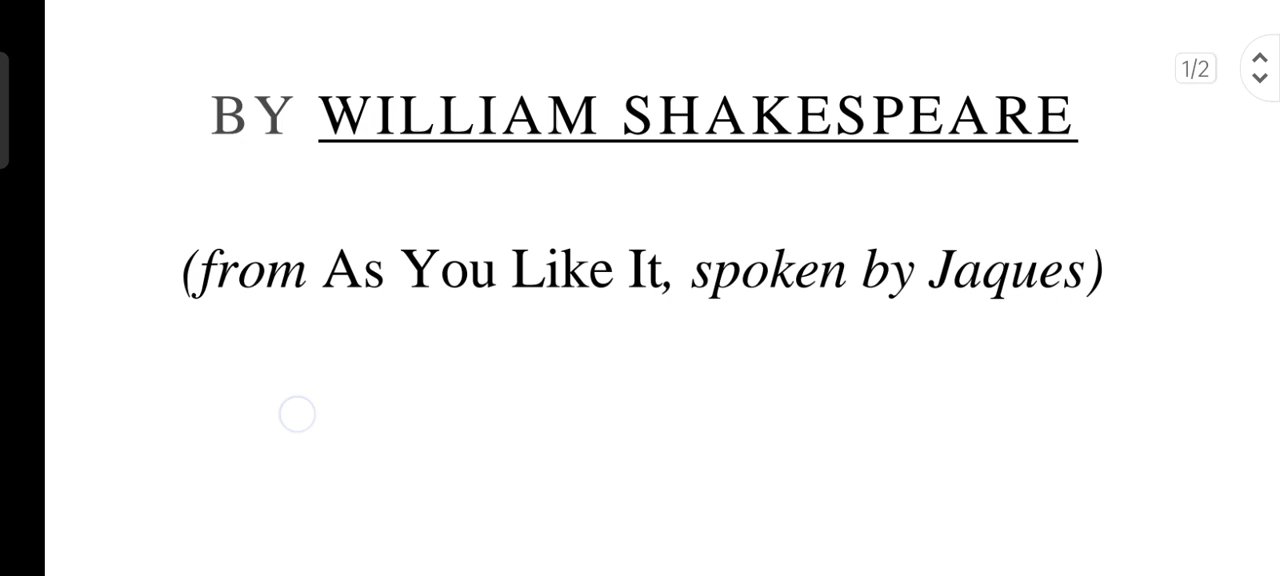 1/2
BY WILLIAM SHAKESPEARE
(from As You Like It, spoken by Jaques)